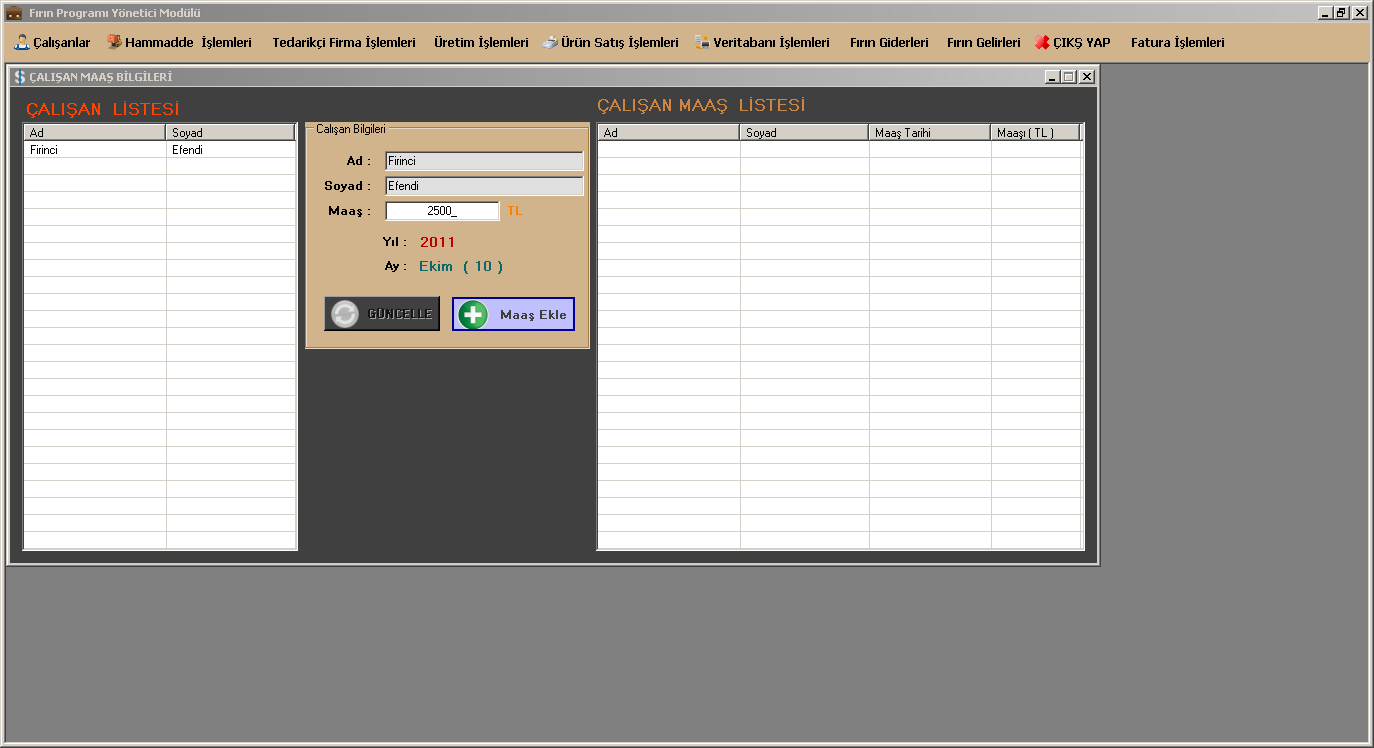 Fırın Programı Yönetici Modülü
Çalışanlar Hammadde İşlemleri Tedarikçi Firma İşlemleri Üretim İşlemleri Ürün Satış İşlemleri Veritabanı İşlemleri Fırın Giderleri Fırın Gelirleri ÇIKŞ YAP Fatura İşlemleri
ÇALIŞAN MAAŞ BİLGİLERİ
ÇALIŞAN LİSTESİ
Ad Soyad
Firinci Efendi
Calışan Bilgileri
Ad : Firinci
Soyad : Efendi
Maaş : 2500_ TL
Yıl : 2011
Ay : Ekim ( 10 )
GÜNCELLE Maaş Ekle
ÇALIŞAN MAAŞ LİSTESİ
Ad Soyad Maaş Tarihi Maaşı ( TL )